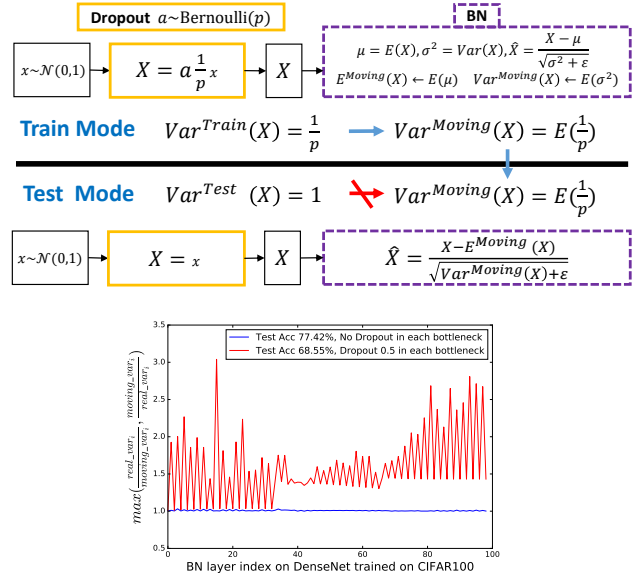 Dropout a~Bernoulli(p)
BN
x~𝒩(0,1)
X = a 1/p x
X
μ = E(X), σ² = Var(X), X̂ = (X − μ)/√(σ² + ε)
E^Moving(X) ← E(μ) Var^Moving(X) ← E(σ²)
Train Mode Var^Train(X) = 1/p Var^Moving(X) = E(1/p)
Test Mode Var^Test (X) = 1 Var^Moving(X) = E(1/p)
x~𝒩(0,1)
X = x
X
X̂ = (X−E^Moving (X))/√(Var^Moving(X)+ε)
3.5
3.0
2.5
2.0
1.5
1.0
0.5
max(real_var_i/moving_var_i, moving_var_i/real_var_i)
Test Acc 77.42%, No Dropout in each bottleneck
Test Acc 68.55%, Dropout 0.5 in each bottleneck
0 20 40 60 80 100
BN layer index on DenseNet trained on CIFAR100